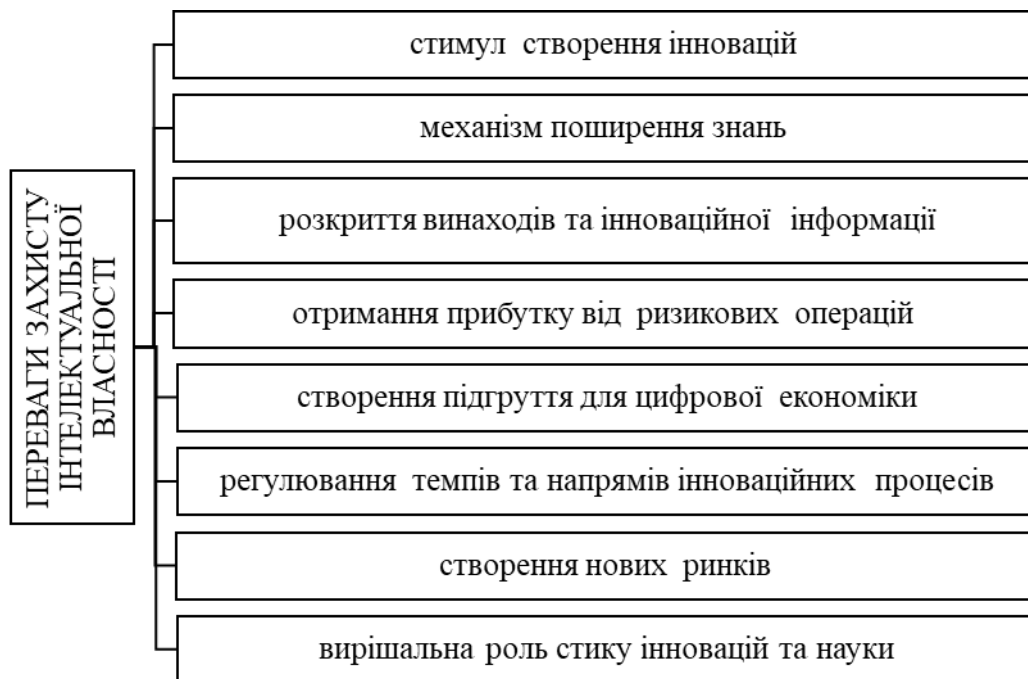 ПЕРЕВАГИ ЗАХИСТУ
ІНТЕЛЕКТУАЛЬНОЇ
ВЛАСНОСТІ
стимул створення інновацій
механізм поширення знань
розкриття винаходів та інноваційної інформації
отримання прибутку від ризикових операцій
створення підгруття для цифрової економіки
регулювання темпів та напрямів інноваційних процесів
створення нових ринків
вирішальна роль стику інновацій та науки